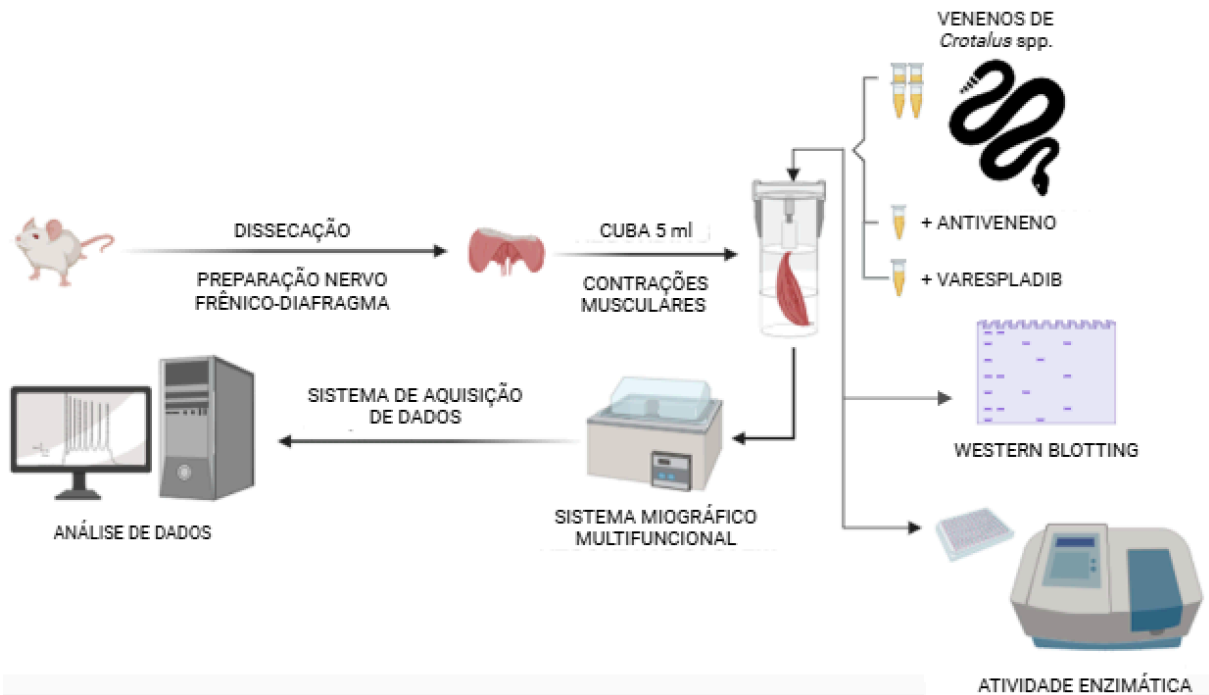 VENENOS DE
Crotalus spp.
DISSECAÇÃO
PREPARAÇÃO NERVO
FRÊNICO-DIAFRAGMA
CUBA 5 ml
CONTRAÇÕES
MUSCULARES
+ ANTIVENENO
+ VARESPLADIB
WESTERN BLOTTING
SISTEMA DE AQUISIÇÃO
DE DADOS
ANÁLISE DE DADOS
SISTEMA MIOGRÁFICO
MULTIFUNCIONAL
ATIVIDADE ENZIMÁTICA